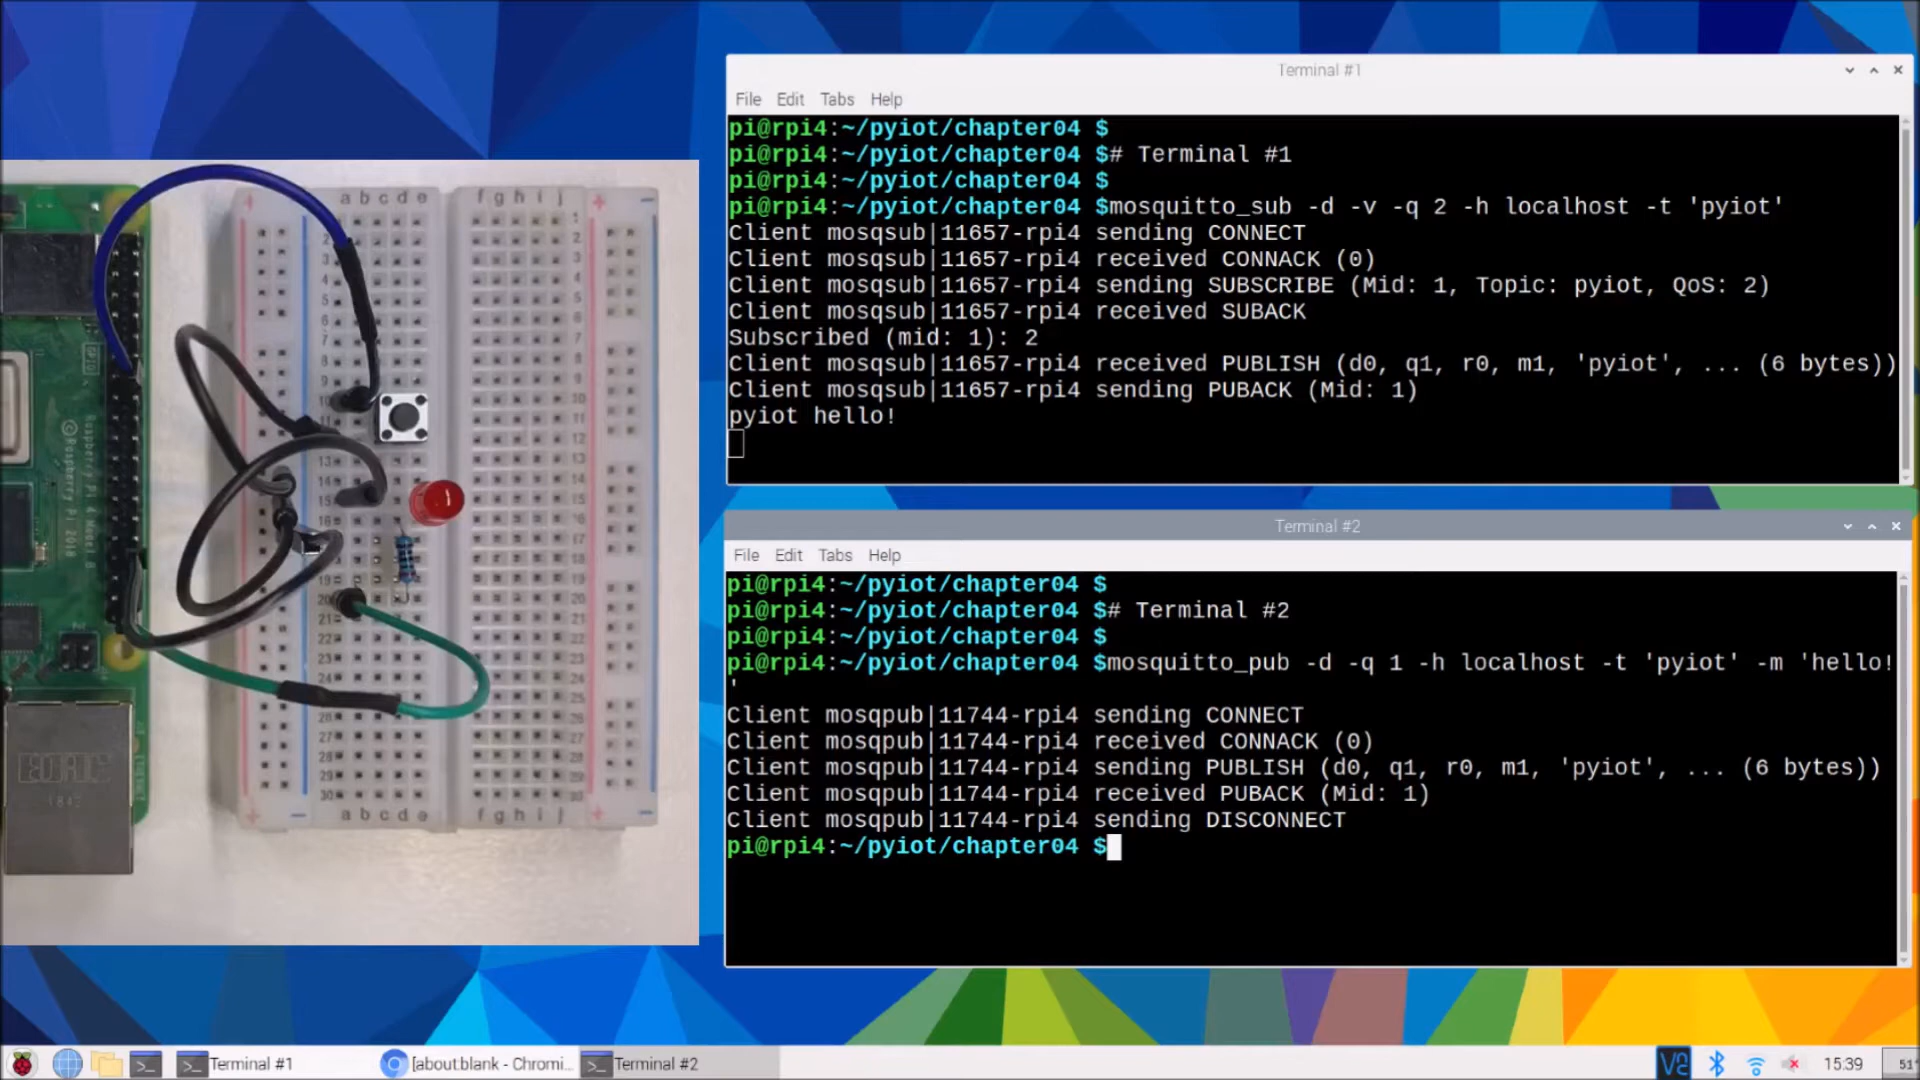 Terminal #1
File Edit Tabs Help
pi@rpi4:~/pyiot/chapter04 $
pi@rpi4:~/pyiot/chapter04 $# Terminal #1
pi@rpi4:~/pyiot/chapter04 $
pi@rpi4:~/pyiot/chapter04 $mosquitto_sub -d -v -q 2 -h localhost -t 'pyiot'
Client mosqsub|11657-rpi4 sending CONNECT
Client mosqsub|11657-rpi4 received CONNACK (0)
Client mosqsub|11657-rpi4 sending SUBSCRIBE (Mid: 1, Topic: pyiot, QoS: 2)
Client mosqsub|11657-rpi4 received SUBACK
Subscribed (mid: 1): 2
Client mosqsub|11657-rpi4 received PUBLISH (d0, q1, r0, m1, 'pyiot', ... (6 bytes))
Client mosqsub|11657-rpi4 sending PUBACK (Mid: 1)
pyiot hello!
Terminal #2
File Edit Tabs Help
pi@rpi4:~/pyiot/chapter04 $
pi@rpi4:~/pyiot/chapter04 $# Terminal #2
pi@rpi4:~/pyiot/chapter04 $
pi@rpi4:~/pyiot/chapter04 $mosquitto_pub -d -q 1 -h localhost -t 'pyiot' -m 'hello!
'
Client mosqpub|11744-rpi4 sending CONNECT
Client mosqpub|11744-rpi4 received CONNACK (0)
Client mosqpub|11744-rpi4 sending PUBLISH (d0, q1, r0, m1, 'pyiot', ... (6 bytes))
Client mosqpub|11744-rpi4 received PUBACK (Mid: 1)
Client mosqpub|11744-rpi4 sending DISCONNECT
pi@rpi4:~/pyiot/chapter04 $
a b c d e f g h i j
Raspberry Pi 4 Model B
© Raspberry Pi 2018
GPIO
a b c d e f g h i j
Terminal #1 [about:blank - Chromi... Terminal #2 15:39